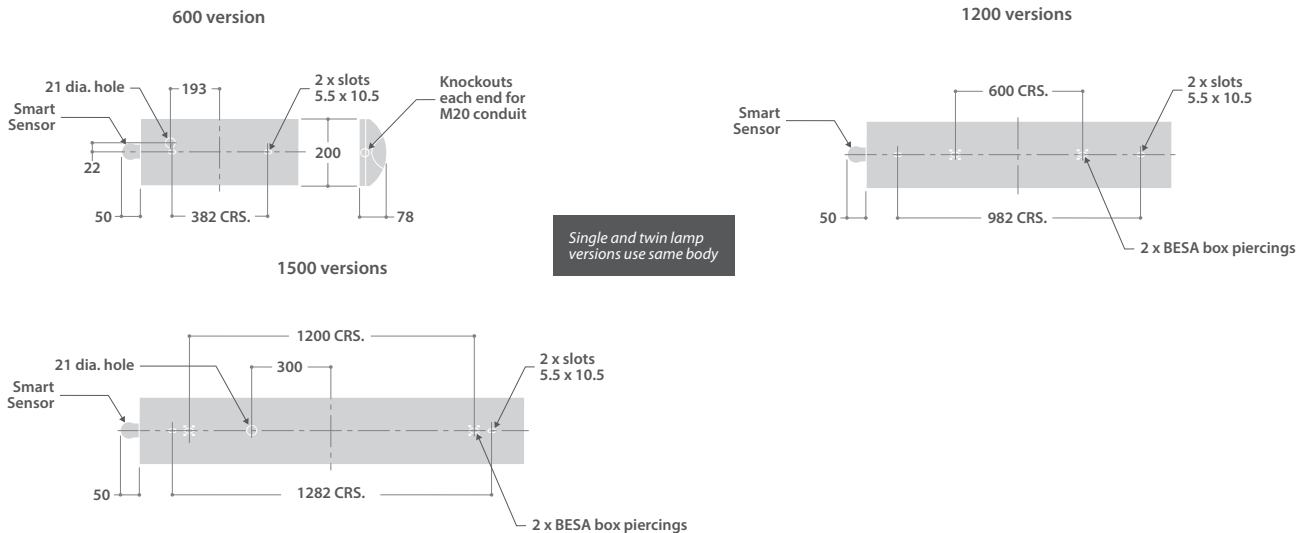 600 version
21 dia. hole
193
2 x slots
5.5 x 10.5
Knockouts
each end for
M20 conduit
Smart
Sensor
22
200
50
382 CRS.
78
1200 versions
600 CRS.
2 x slots
5.5 x 10.5
Smart
Sensor
50
982 CRS.
2 x BESA box piercings
Single and twin lamp
versions use same body
1500 versions
1200 CRS.
21 dia. hole
300
2 x slots
5.5 x 10.5
Smart
Sensor
50
1282 CRS.
2 x BESA box piercings